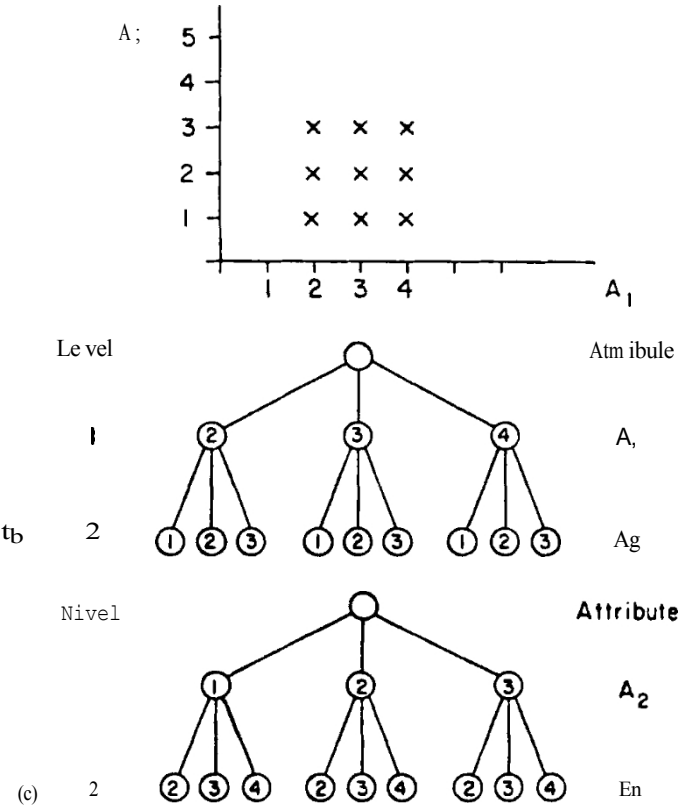 A;
5
4
3
2
1
1 2 3 4 A1
Le vel Atm ibule
1 2 3 4 A,
tb 2 1 2 3 1 2 3 1 2 3 Ag
Nivel Attribute
1 2 3 A2
(c) 2 2 3 4 2 3 4 2 3 4 En